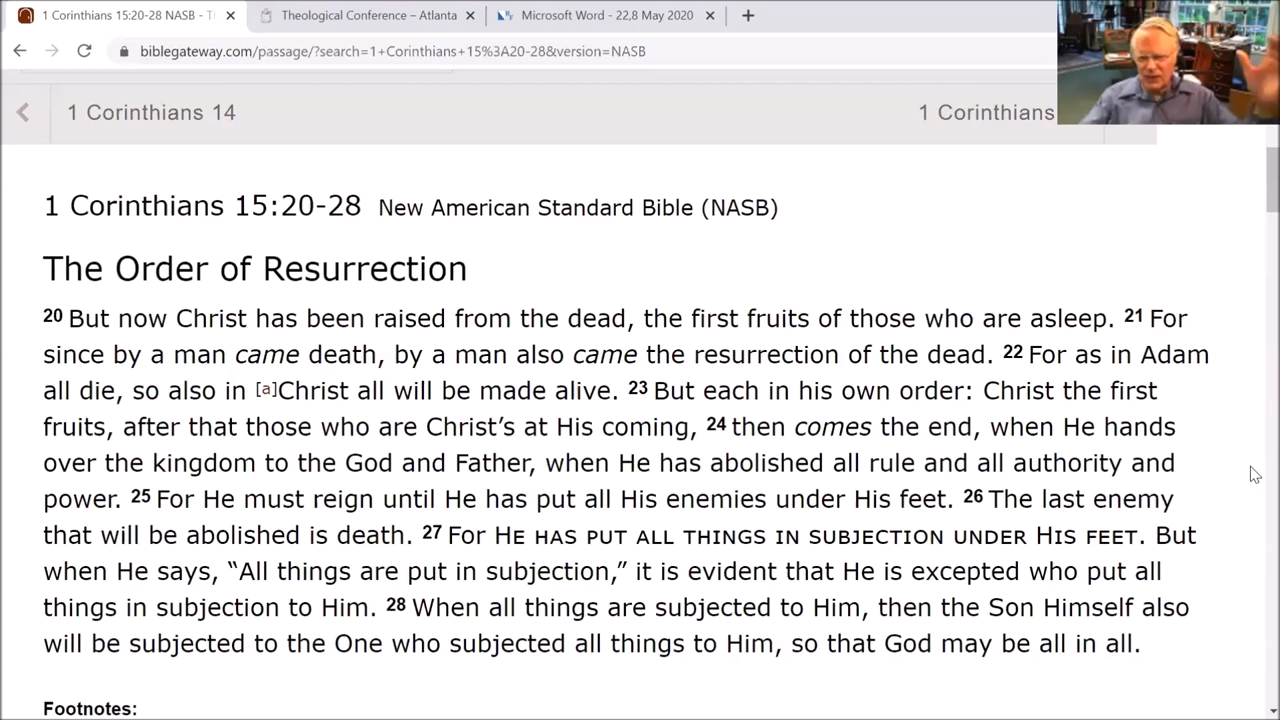 1 Corinthians 15:20-28 NASB - T
Theological Conference – Atlanta
Microsoft Word - 22,8 May 2020
biblegateway.com/passage/?search=1+Corinthians+15%3A20-28&version=NASB
1 Corinthians 14
1 Corinthians
1 Corinthians 15:20-28 New American Standard Bible (NASB)
The Order of Resurrection
20 But now Christ has been raised from the dead, the first fruits of those who are asleep. 21 For
since by a man came death, by a man also came the resurrection of the dead. 22 For as in Adam
all die, so also in [a]Christ all will be made alive. 23 But each in his own order: Christ the first
fruits, after that those who are Christ’s at His coming, 24 then comes the end, when He hands
over the kingdom to the God and Father, when He has abolished all rule and all authority and
power. 25 For He must reign until He has put all His enemies under His feet. 26 The last enemy
that will be abolished is death. 27 For HE HAS PUT ALL THINGS IN SUBJECTION UNDER HIS FEET. But
when He says, “All things are put in subjection,” it is evident that He is excepted who put all
things in subjection to Him. 28 When all things are subjected to Him, then the Son Himself also
will be subjected to the One who subjected all things to Him, so that God may be all in all.
Footnotes: